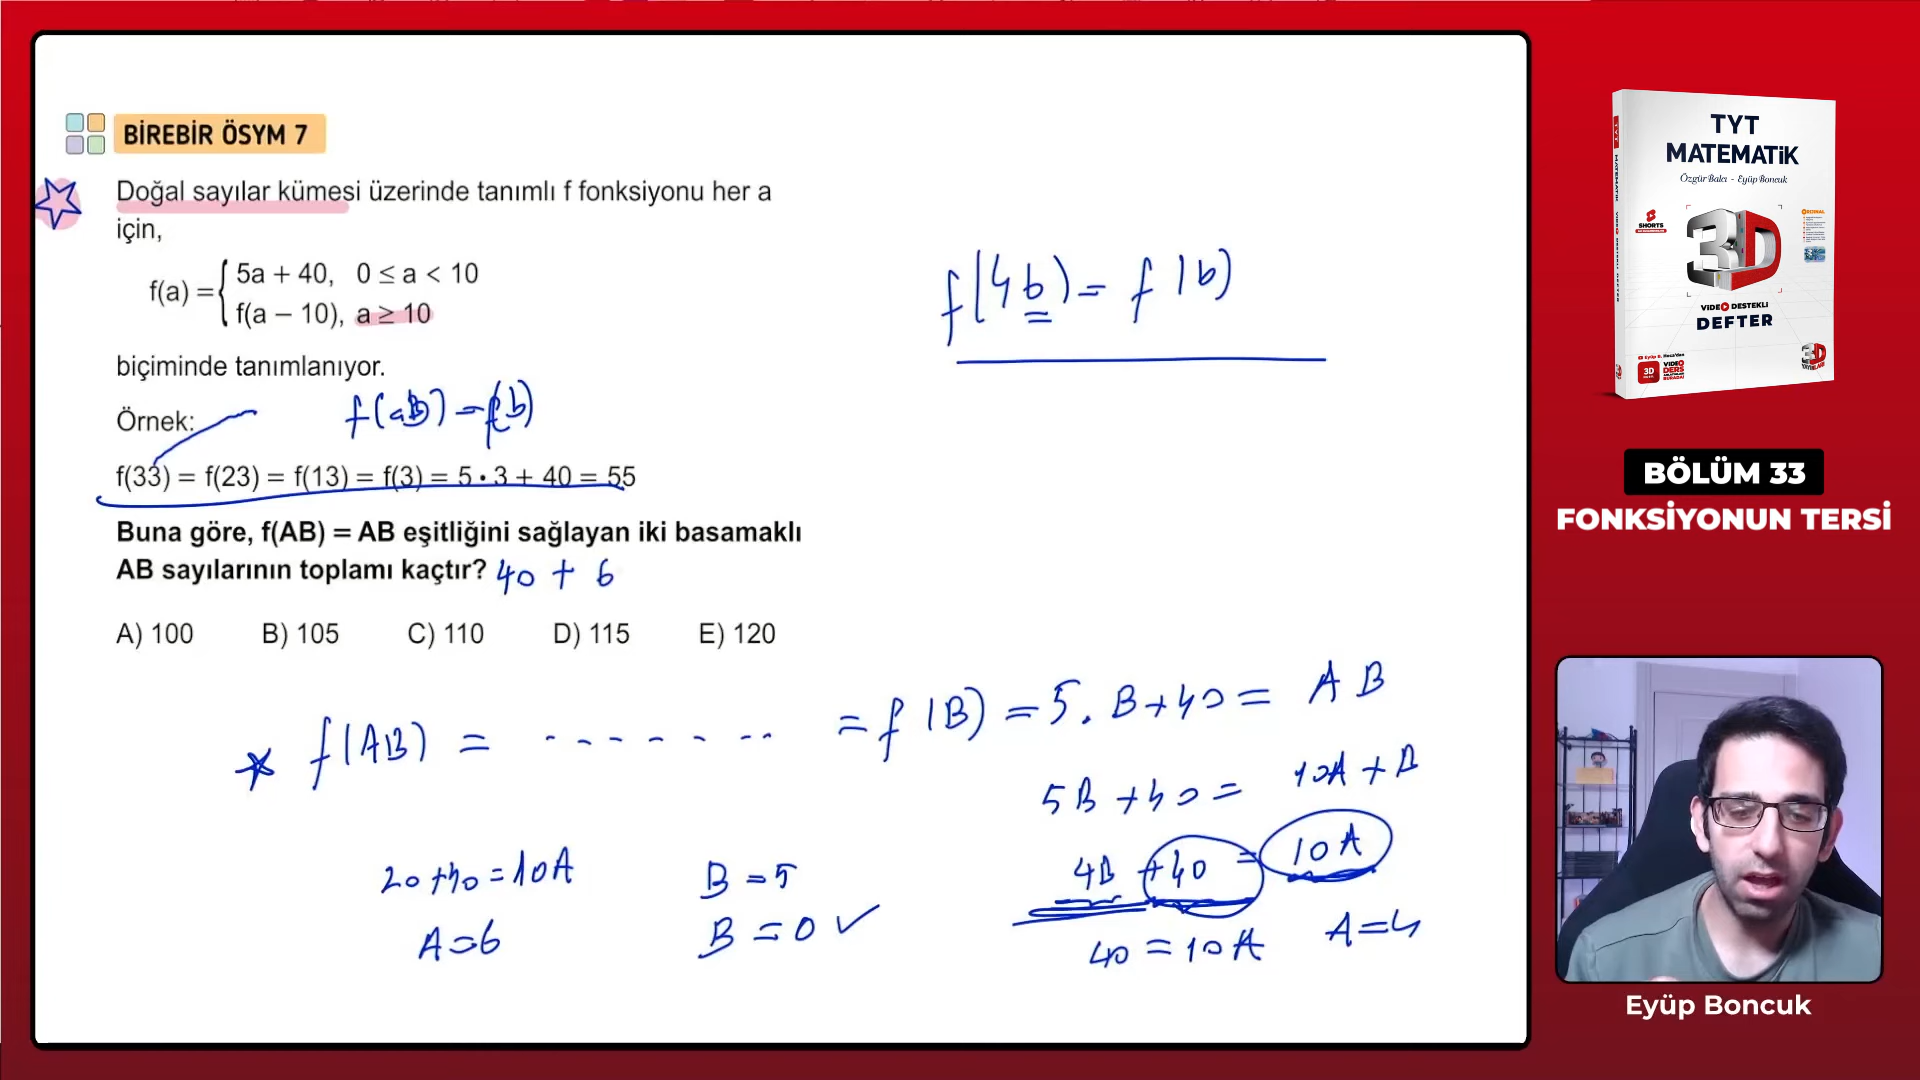 BİREBİR ÖSYM 7
Doğal sayılar kümesi üzerinde tanımlı f fonksiyonu her a
için,
f(a) = { 5a + 40, 0 ≤ a < 10
f(a − 10), a ≥ 10
biçiminde tanımlanıyor.
f(aB) = f(b)
Örnek:
f(33) = f(23) = f(13) = f(3) = 5 · 3 + 40 = 55
Buna göre, f(AB) = AB eşitliğini sağlayan iki basamaklı
AB sayılarının toplamı kaçtır? 40 + 6
A) 100 B) 105 C) 110 D) 115 E) 120
f(4b) = f(b)
f(AB) = - - - - - - - = f(B) = 5. B+40 = AB
5B + 40 = 10A + B
4B + 40 = 10A
40 = 10A A=4
B = 5
B = 0 ✓
20+40=10A
A=6
TYT
MATEMATİK
Özgür Balcı - Eyüp Boncuk
SHORTS
3D
VIDEO DESTEKLI
DEFTER
3D
BÖLÜM 33
FONKSİYONUN TERSİ
Eyüp Boncuk